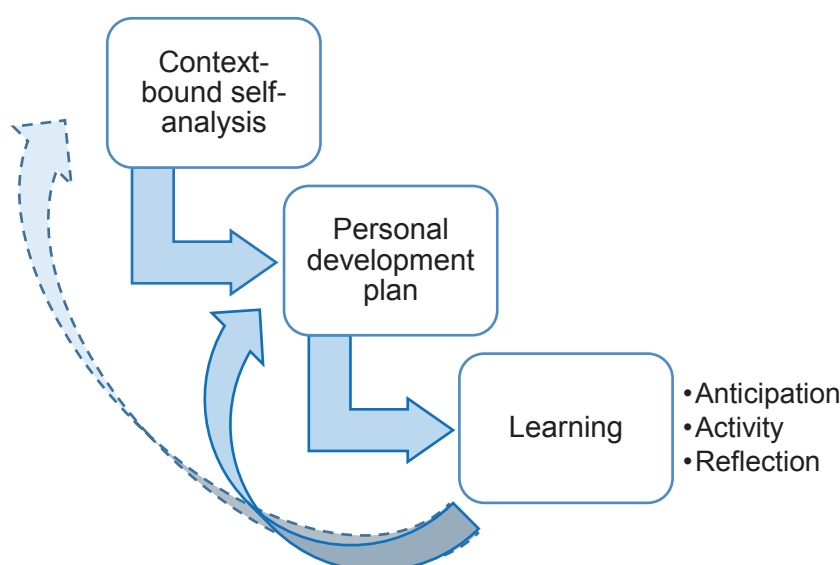 Context-
bound self-
analysis
Personal
development
plan
Learning
•Anticipation
•Activity
•Reflection